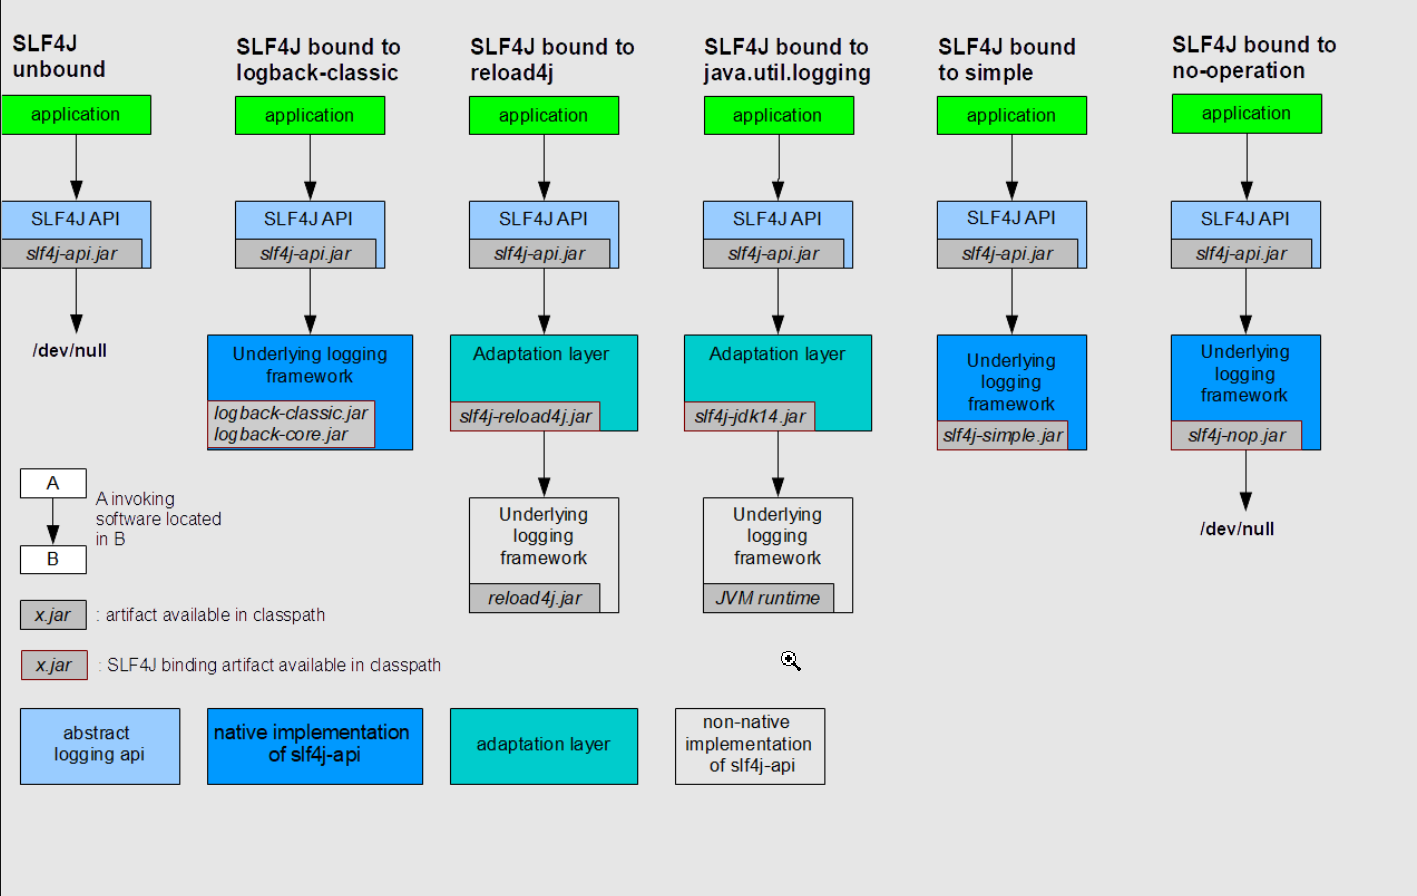 SLF4J
unbound
application
SLF4J API
slf4j-api.jar
/dev/null
SLF4J bound to
logback-classic
application
SLF4J API
slf4j-api.jar
Underlying logging
framework
logback-classic.jar
logback-core.jar
SLF4J bound to
reload4j
application
SLF4J API
slf4j-api.jar
Adaptation layer
slf4j-reload4j.jar
Underlying
logging
framework
reload4j.jar
SLF4J bound to
java.util.logging
application
SLF4J API
slf4j-api.jar
Adaptation layer
slf4j-jdk14.jar
Underlying
logging
framework
JVM runtime
SLF4J bound
to simple
application
SLF4J API
slf4j-api.jar
Underlying
logging
framework
slf4j-simple.jar
SLF4J bound to
no-operation
application
SLF4J API
slf4j-api.jar
Underlying
logging
framework
slf4j-nop.jar
/dev/null
A
B
A invoking
software located
in B
x.jar
: artifact available in classpath
x.jar
: SLF4J binding artifact available in classpath
abstract
logging api
native implementation
of slf4j-api
adaptation layer
non-native
implementation
of slf4j-api